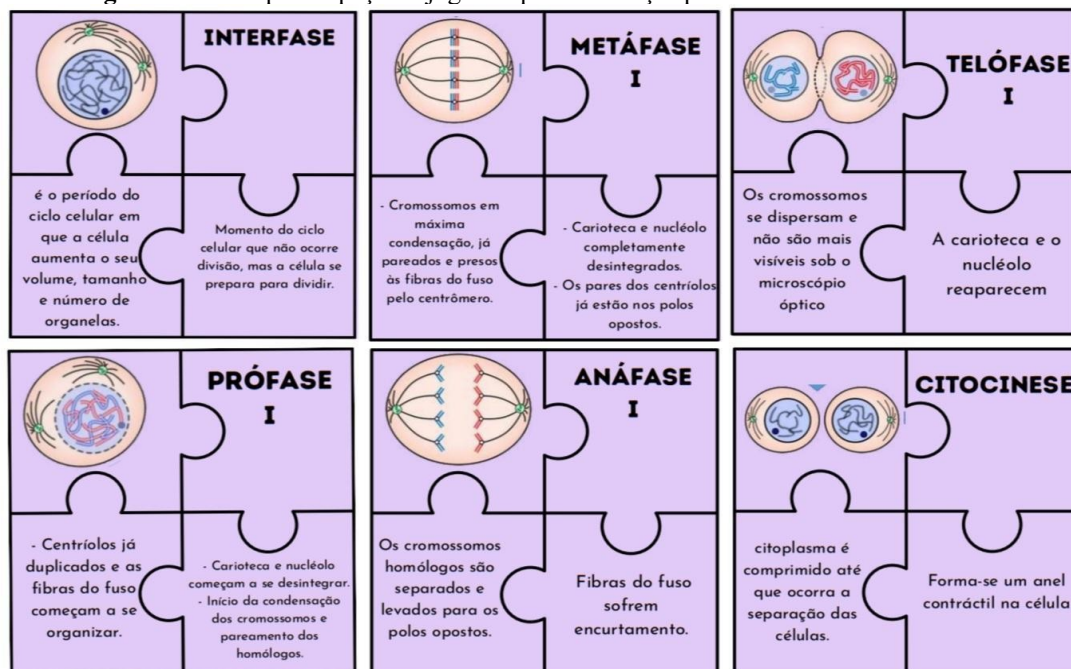 INTERFASE
é o período do
ciclo celular em
que a célula
aumenta o seu
volume, tamanho
e número de
organelas.
Momento do ciclo
celular que não ocorre
divisão, mas a célula se
prepara para dividir.
METÁFASE
I
- Cromossomos em
máxima
condensação, já
pareados e presos
às fibras do fuso
pelo centrômero.
- Carioteca e nucléolo
completamente
desintegrados.
- Os pares dos centríolos
já estão nos polos
opostos.
TELÓFASE
I
Os cromossomos
se dispersam e
não são mais
visíveis sob o
microscópio
óptico
A carioteca e o
nucléolo
reaparecem
PRÓFASE
I
- Centríolos já
duplicados e as
fibras do fuso
começam a se
organizar.
- Carioteca e nucléolo
começam a se desintegrar.
- Início da condensação
dos cromossomos e
pareamento dos
homólogos.
ANÁFASE
I
Os cromossomos
homólogos são
separados e
levados para os
polos opostos.
Fibras do fuso
sofrem
encurtamento.
CITOCINESE
citoplasma é
comprimido até
que ocorra a
separação das
células.
Forma-se um anel
contráctil na célula